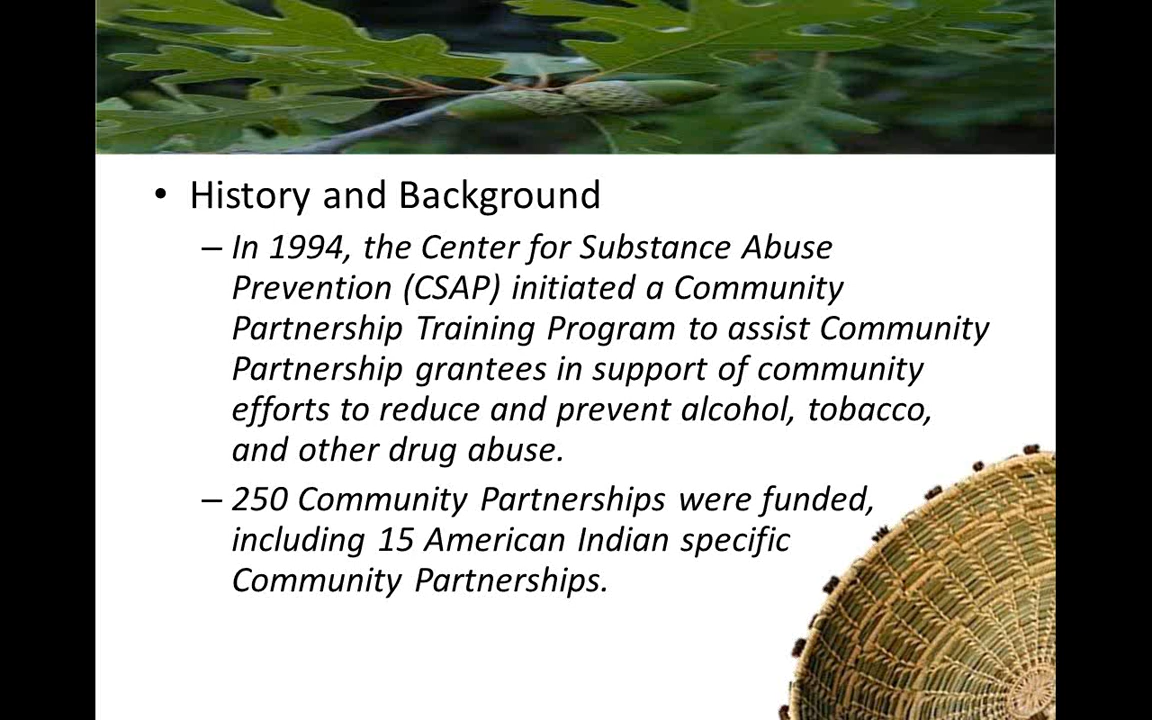 • History and Background
– In 1994, the Center for Substance Abuse
Prevention (CSAP) initiated a Community
Partnership Training Program to assist Community
Partnership grantees in support of community
efforts to reduce and prevent alcohol, tobacco,
and other drug abuse.
– 250 Community Partnerships were funded,
including 15 American Indian specific
Community Partnerships.